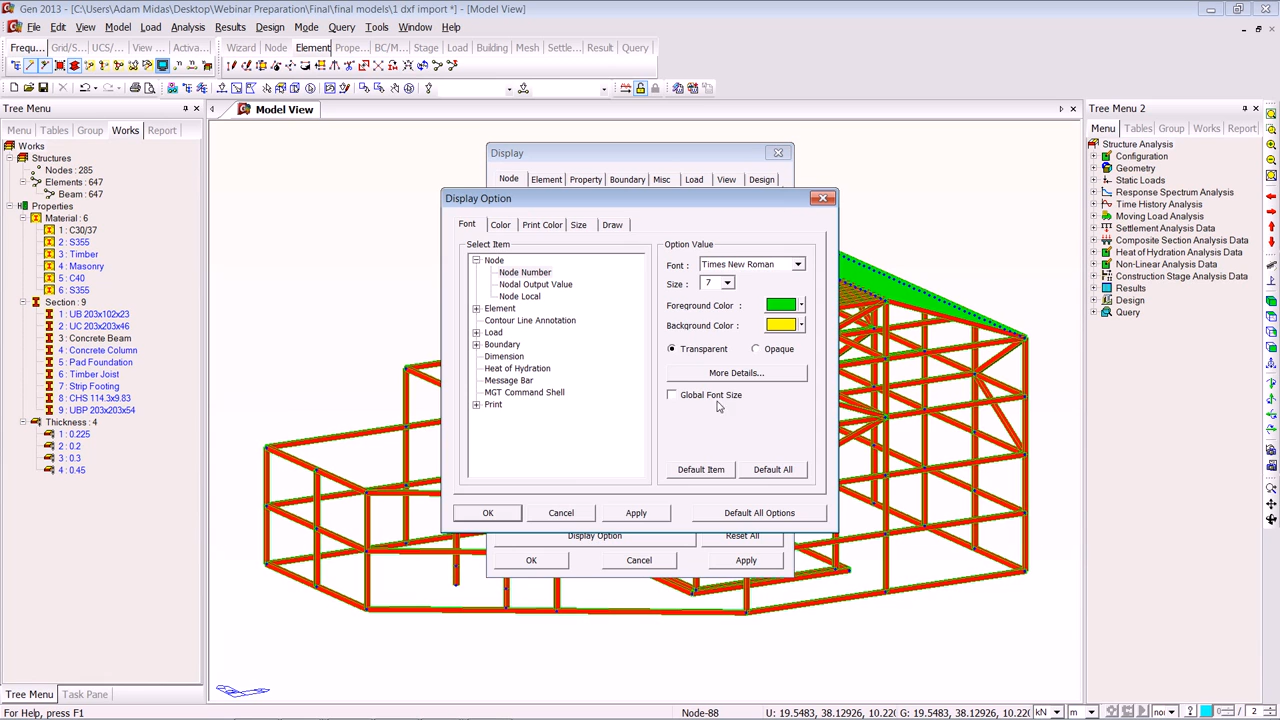 Gen 2013 - [C:\Users\Adam Midas\Desktop\Webinar Preparation\Final\final models\1 dxf import *] - [Model View]
File Edit View Model Load Analysis Results Design Mode Query Tools Window Help
Frequ... Grid/S... UCS/... View ... Activa... Wizard Node Element Prope... BC/M... Stage Load Building Mesh Settle... Result Query
Tree Menu
Menu Tables Group Works Report
Works
Structures
Nodes : 285
Elements : 647
Beam : 647
Properties
Material : 6
1 : C30/37
2 : S355
3 : Timber
4 : Masonry
5 : C40
6 : S355
Section : 9
1 : UB 203x102x23
2 : UC 203x203x46
3 : Concrete Beam
4 : Concrete Column
5 : Pad Foundation
6 : Timber Joist
7 : Strip Footing
8 : CHS 114.3x9.83
9 : UBP 203x203x54
Thickness : 4
1 : 0.225
2 : 0.2
3 : 0.3
4 : 0.45
Tree Menu Task Pane
Model View
Display
Node Element Property Boundary Misc Load View Design
Display Option
Font Color Print Color Size Draw
Select Item
Node
Node Number
Nodal Output Value
Node Local
Element
Contour Line Annotation
Load
Boundary
Dimension
Heat of Hydration
Message Bar
MGT Command Shell
Print
Option Value
Font : Times New Roman
Size : 7
Foreground Color :
Background Color :
Transparent Opaque
More Details...
Global Font Size
Default Item Default All
OK Cancel Apply Default All Options
Display Option Reset All
OK Cancel Apply
Tree Menu 2
Menu Tables Group Works Report
Structure Analysis
Configuration
Geometry
Static Loads
Response Spectrum Analysis
Time History Analysis
Moving Load Analysis
Settlement Analysis Data
Composite Section Analysis Data
Heat of Hydration Analysis Data
Non-Linear Analysis Data
Construction Stage Analysis Data
Results
Design
Query
For Help, press F1 Node-88 U: 19.5483, 38.12926, 10.220 G: 19.5483, 38.12926, 10.220 kN m nor / 2